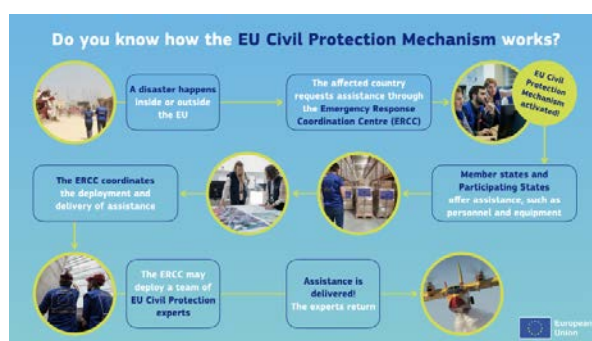 Do you know how the EU Civil Protection Mechanism works?
A disaster happens
inside or outside
the EU
The affected country
requests assistance through
the Emergency Response
Coordination Centre (ERCC)
EU Civil
Protection
Mechanism
activated!
Member states and
Participating States
offer assistance, such as
personnel and equipment
The ERCC coordinates
the deployment and
delivery of assistance
The ERCC may
deploy a team of
EU Civil Protection
experts
Assistance is
delivered!
The experts return
European
Union